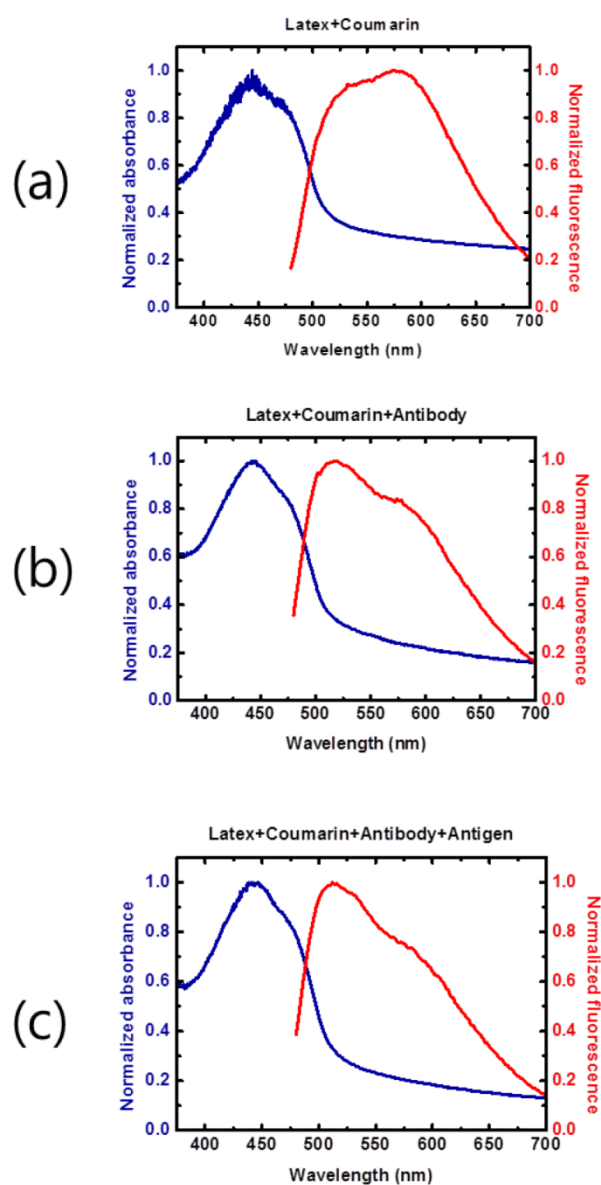 (a)
Latex+Coumarin
Normalized absorbance
1.0
0.8
0.6
0.4
0.2
0.0
400 450 500 550 600 650 700
Wavelength (nm)
1.0
0.8
0.6
0.4
0.2
0.0
Normalized fluorescence
(b)
Latex+Coumarin+Antibody
Normalized absorbance
1.0
0.8
0.6
0.4
0.2
0.0
400 450 500 550 600 650 700
Wavelength (nm)
1.0
0.8
0.6
0.4
0.2
0.0
Normalized fluorescence
(c)
Latex+Coumarin+Antibody+Antigen
Normalized absorbance
1.0
0.8
0.6
0.4
0.2
0.0
400 450 500 550 600 650 700
Wavelength (nm)
1.0
0.8
0.6
0.4
0.2
0.0
Normalized fluorescence